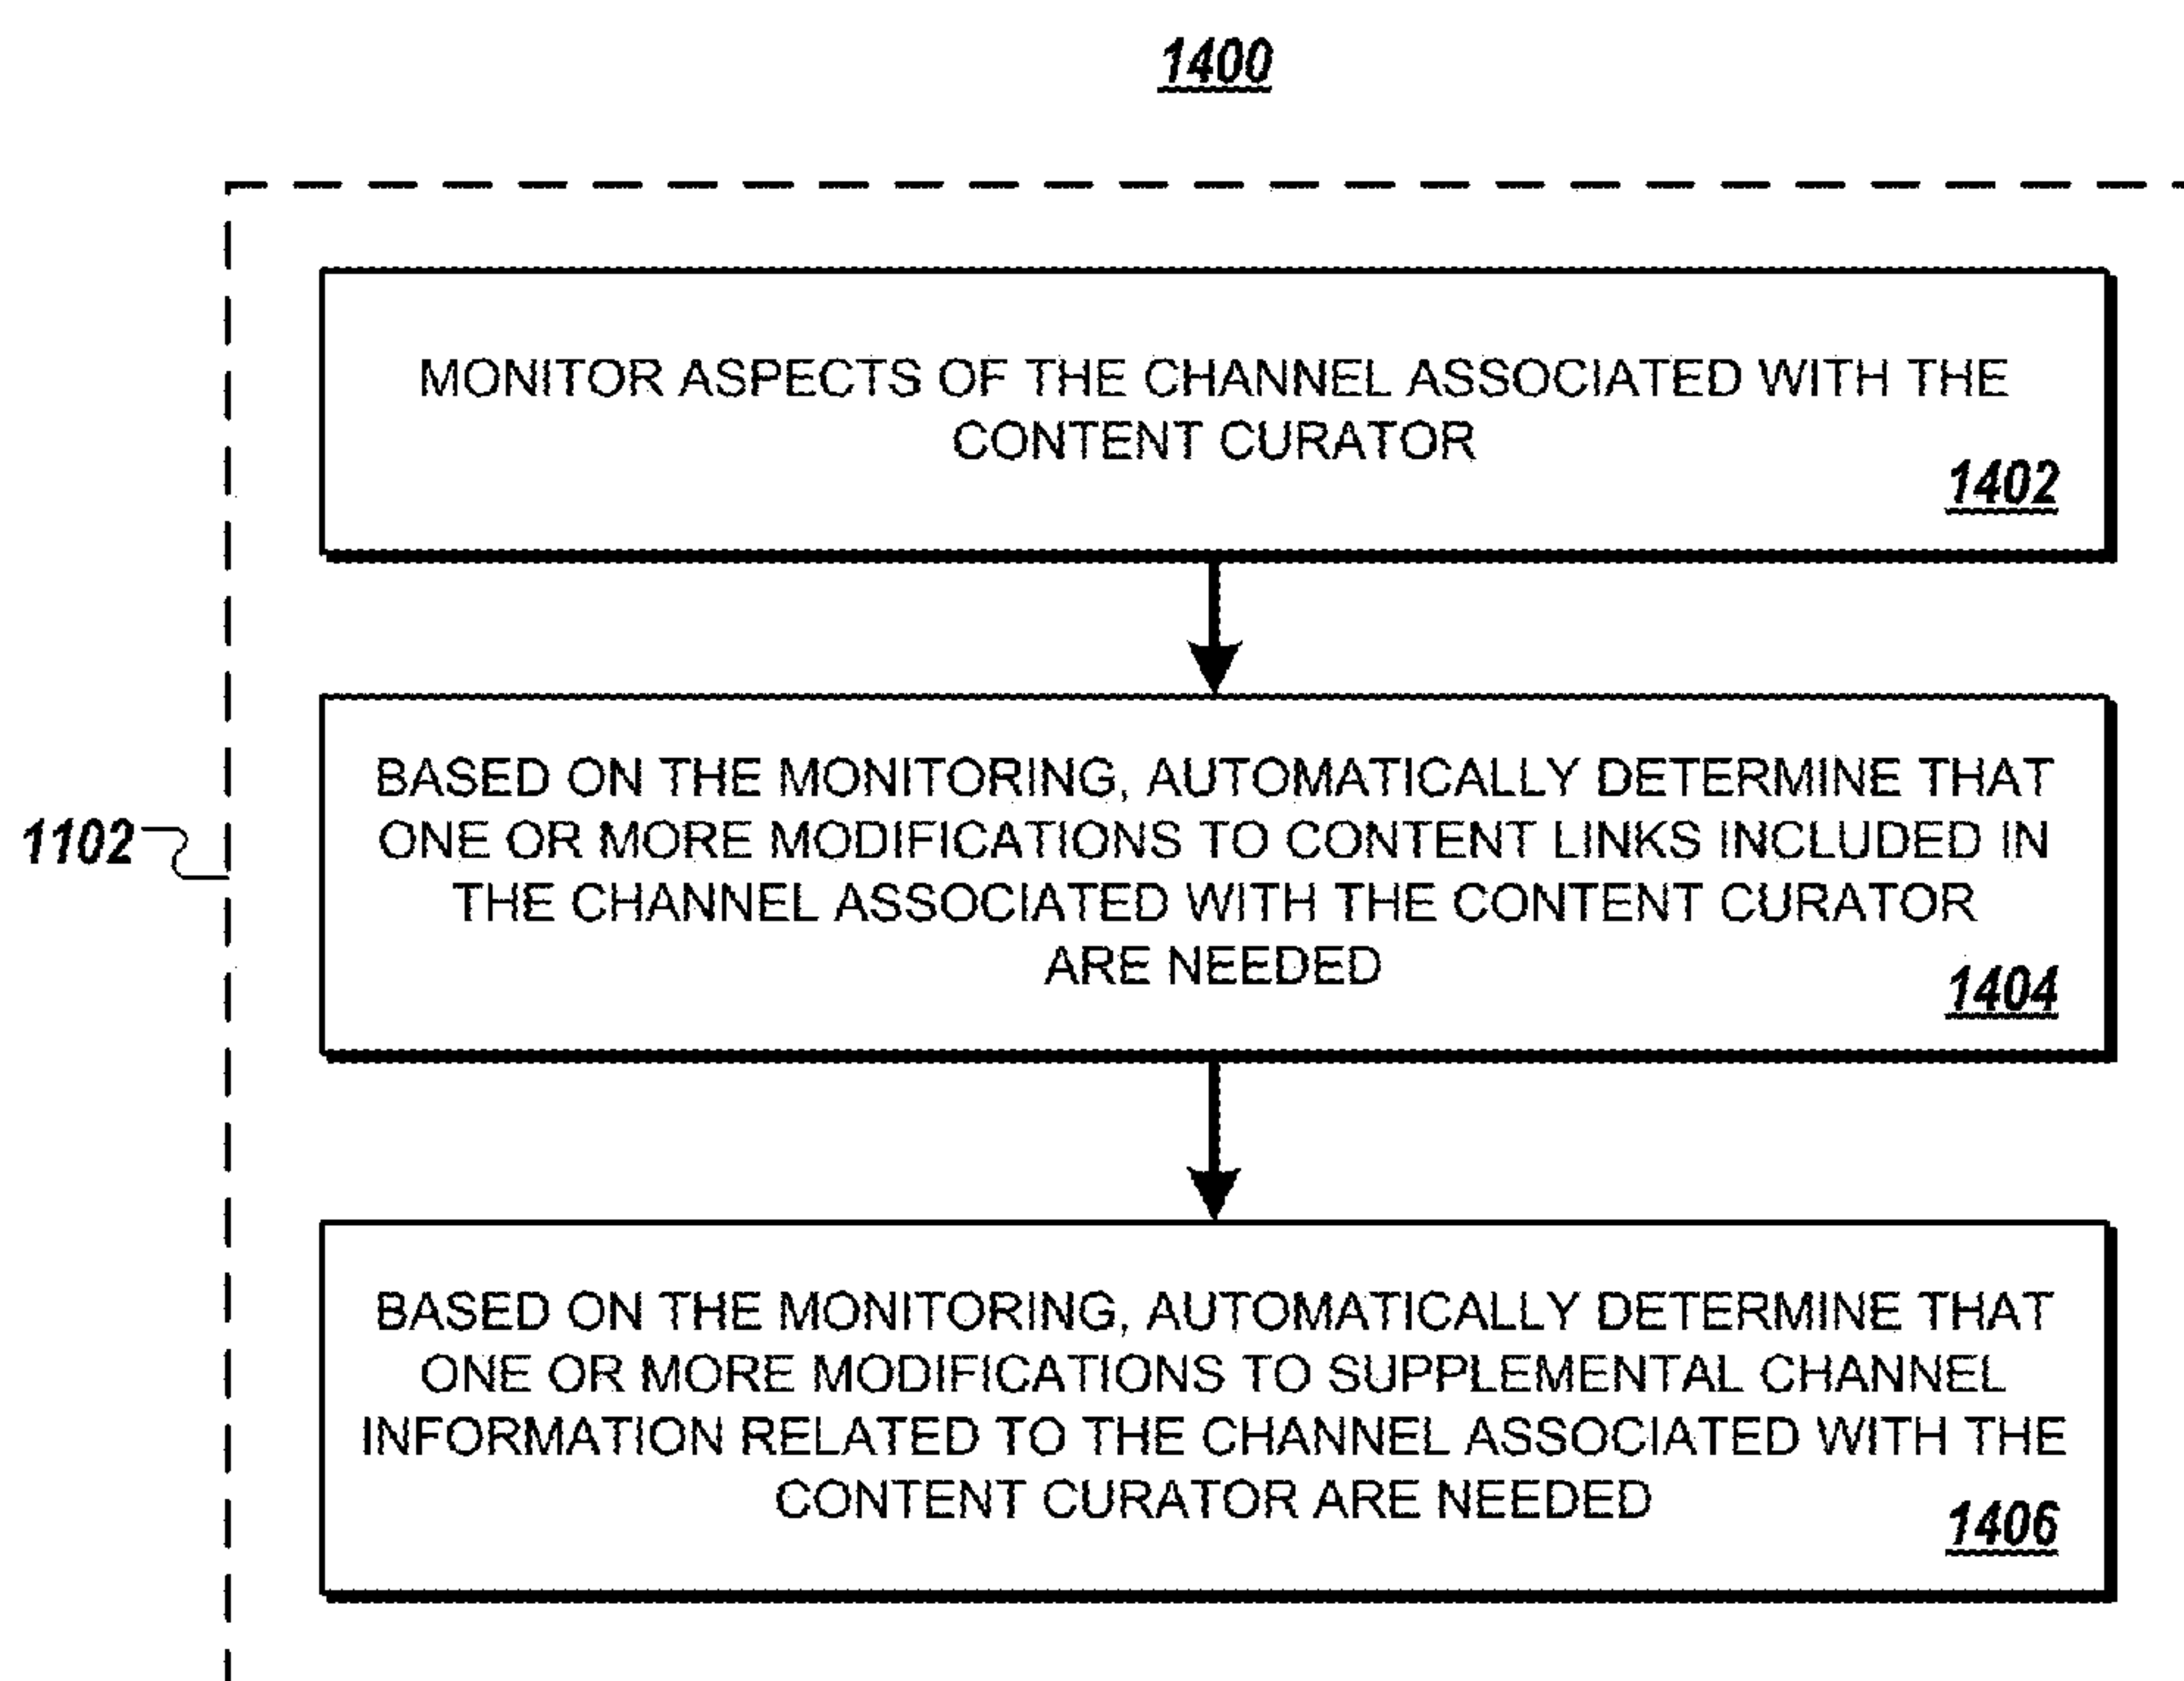 1400
MONITOR ASPECTS OF THE CHANNEL ASSOCIATED WITH THE
CONTENT CURATOR
1402
BASED ON THE MONITORING, AUTOMATICALLY DETERMINE THAT
ONE OR MORE MODIFICATIONS TO CONTENT LINKS INCLUDED IN
THE CHANNEL ASSOCIATED WITH THE CONTENT CURATOR
ARE NEEDED
1404
1102
BASED ON THE MONITORING, AUTOMATICALLY DETERMINE THAT
ONE OR MORE MODIFICATIONS TO SUPPLEMENTAL CHANNEL
INFORMATION RELATED TO THE CHANNEL ASSOCIATED WITH THE
CONTENT CURATOR ARE NEEDED
1406